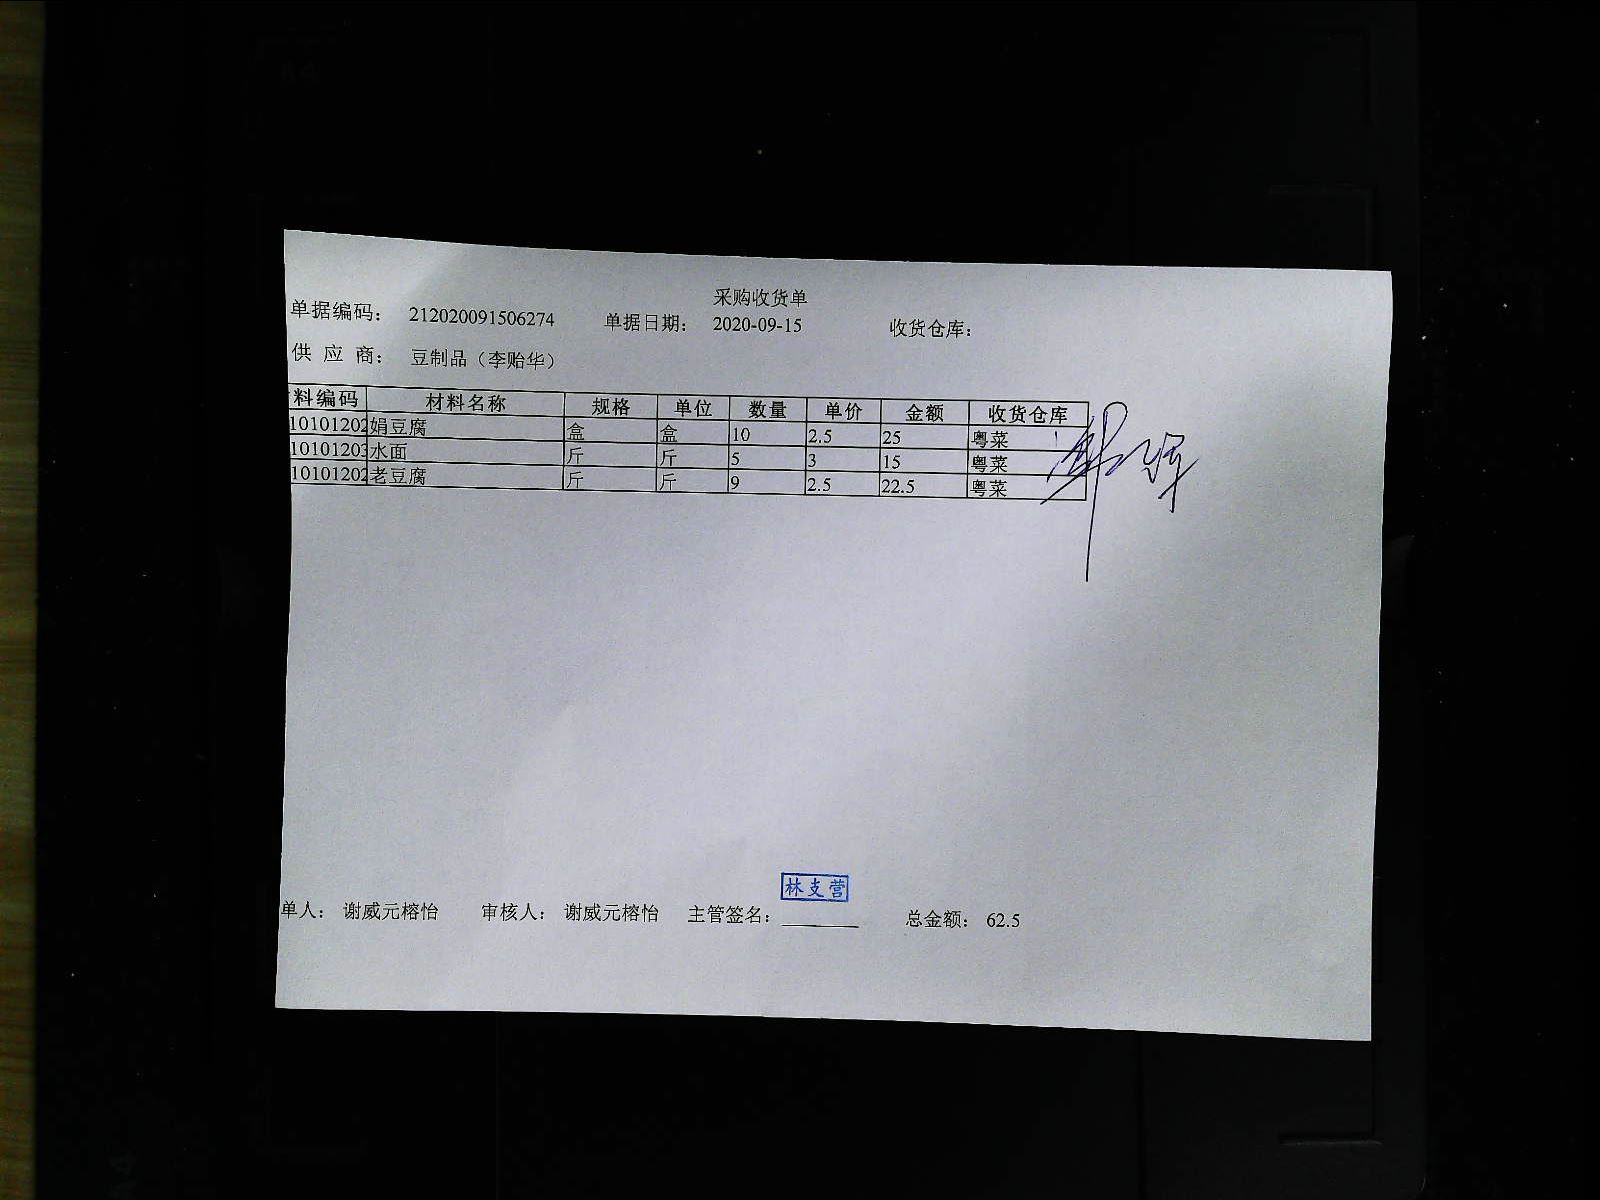 采购收货单
单据编码： 212020091506274 单据日期： 2020-09-15 收货仓库：
供 应 商： 豆制品（李贻华）
料编码 材料名称 规格 单位 数量 单价 金额 收货仓库
10101202 娟豆腐 盒 盒 10 2.5 25 粤菜
10101203 水面 斤 斤 5 3 15 粤菜
10101202 老豆腐 斤 斤 9 2.5 22.5 粤菜
林支营
单人： 谢威元榕怡 审核人： 谢威元榕怡 主管签名： 总金额： 62.5